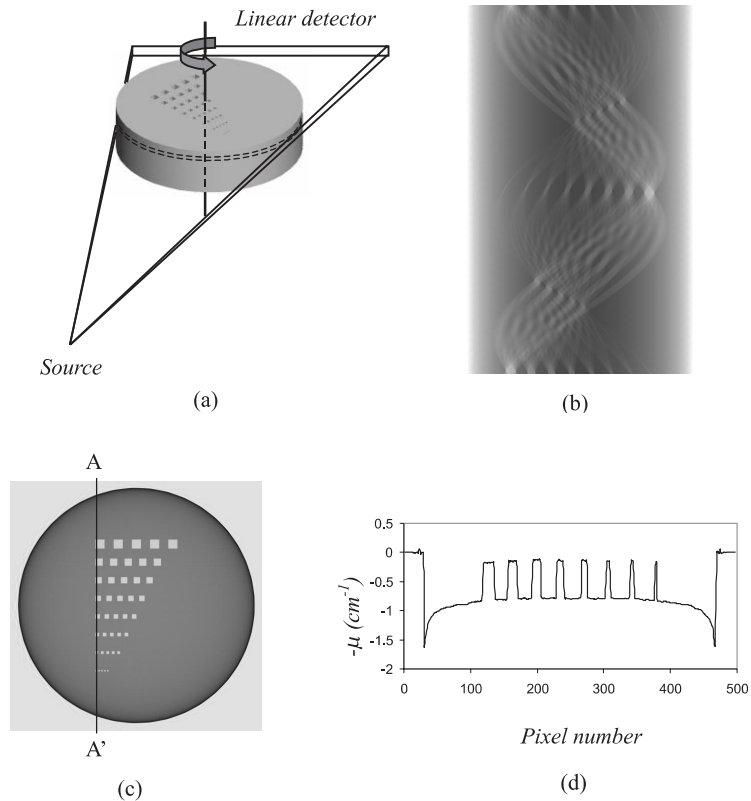 Linear detector
Source
(a)
(b)
A
A'
(c)
0,5
0
-0,5
-1
-1,5
-2
-μ (cm⁻¹)
0 100 200 300 400 500
Pixel number
(d)